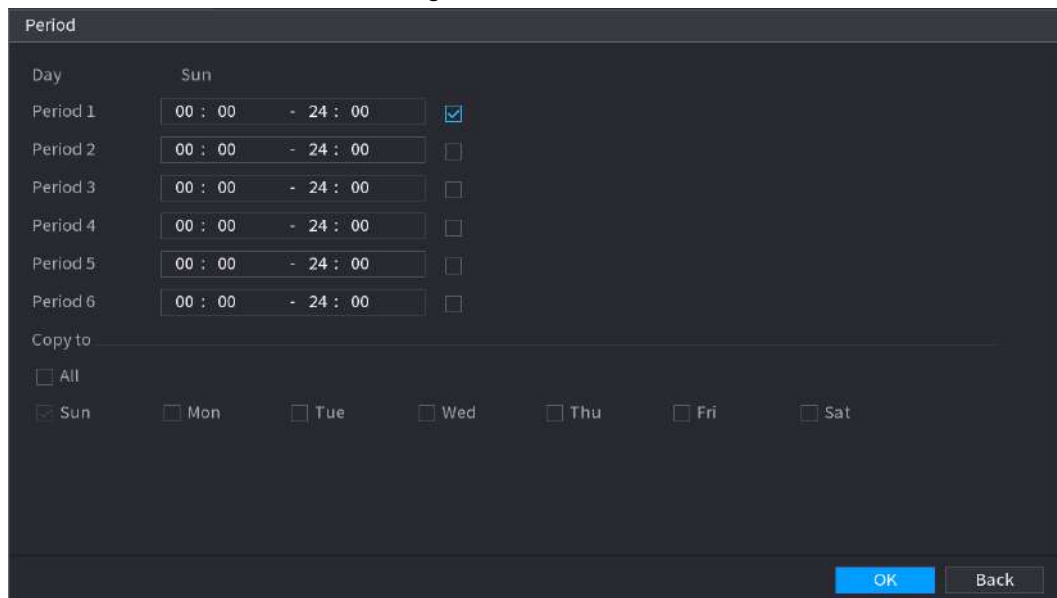 Period
Day Sun
Period 1 00 : 00 - 24 : 00
Period 2 00 : 00 - 24 : 00
Period 3 00 : 00 - 24 : 00
Period 4 00 : 00 - 24 : 00
Period 5 00 : 00 - 24 : 00
Period 6 00 : 00 - 24 : 00
Copy to
All
Sun Mon Tue Wed Thu Fri Sat
OK Back